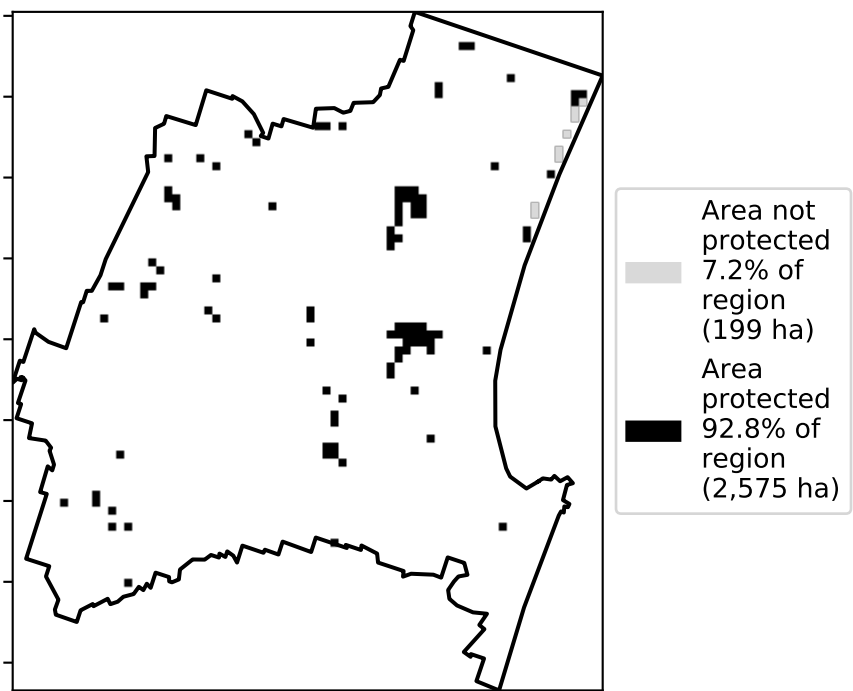 Area not
protected
7.2% of
region
(199 ha)
Area
protected
92.8% of
region
(2,575 ha)